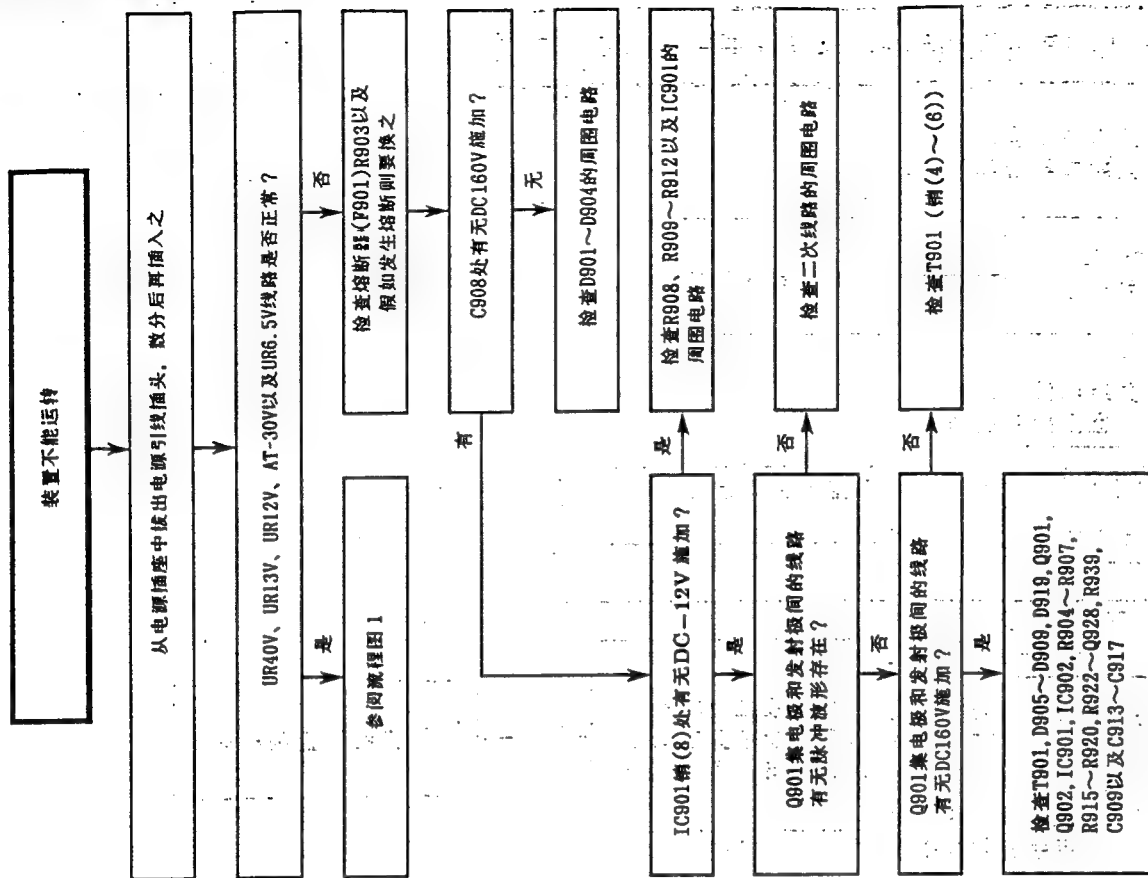 装置不能运转
从电源插座中拔出电源引线插头，数分后再插入之
UR40V、UR13V、UR12V、AT-30V以及UR6.5V线路是否正常？
是
否
参阅流程图1
检查熔断器(F901)R903以及
假如发生熔断则要换之
C908处有无DC160V施加？
有
无
检查D901～D904的周围电路
IC901销(8)处有无DC-12V施加？
是
检查R908、R909～R912以及IC901的
周围电路
是
Q901集电极和发射极间的线路
有无脉冲波形存在？
否
检查二次线路的周围电路
否
Q901集电极和发射极间的线路
有无DC160V施加？
否
检查T901（销(4)～(6)）
是
检查T901,D905～D909,D919,Q901,
Q902,IC901,IC902,R904～R907,
R915～R920,R922～Q928,R939,
C909以及C913～C917